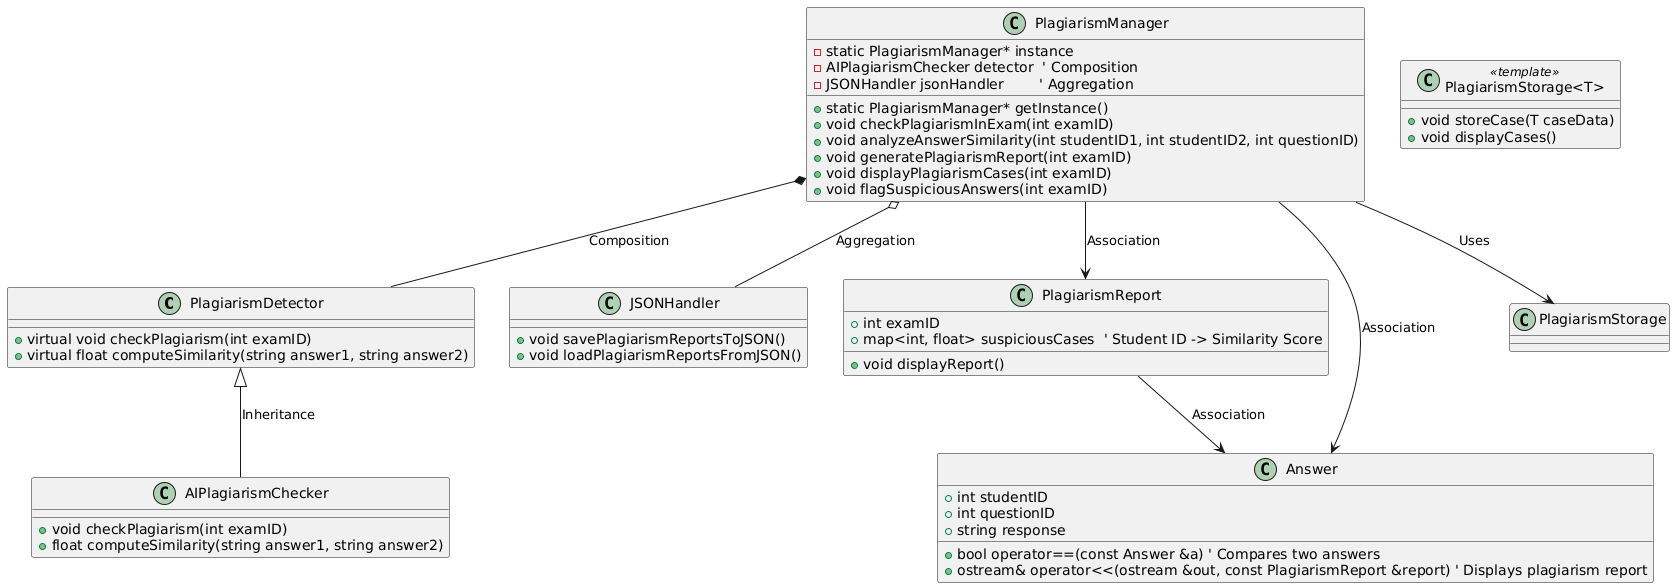 C PlagiarismManager
static PlagiarismManager* instance
AIPlagiarismChecker detector ' Composition
JSONHandler jsonHandler ' Aggregation
static PlagiarismManager* getInstance()
void checkPlagiarismInExam(int examID)
void analyzeAnswerSimilarity(int studentID1, int studentID2, int questionID)
void generatePlagiarismReport(int examID)
void displayPlagiarismCases(int examID)
void flagSuspiciousAnswers(int examID)
«template»
C PlagiarismStorage<T>
void storeCase(T caseData)
void displayCases()
Composition
Aggregation
Association
Uses
Association
C PlagiarismDetector
virtual void checkPlagiarism(int examID)
virtual float computeSimilarity(string answer1, string answer2)
C JSONHandler
void savePlagiarismReportsToJSON()
void loadPlagiarismReportsFromJSON()
C PlagiarismReport
int examID
map<int, float> suspiciousCases ' Student ID -> Similarity Score
void displayReport()
C PlagiarismStorage
Inheritance
Association
C AIPlagiarismChecker
void checkPlagiarism(int examID)
float computeSimilarity(string answer1, string answer2)
C Answer
int studentID
int questionID
string response
bool operator==(const Answer &a) ' Compares two answers
ostream& operator<<(ostream &out, const PlagiarismReport &report) ' Displays plagiarism report